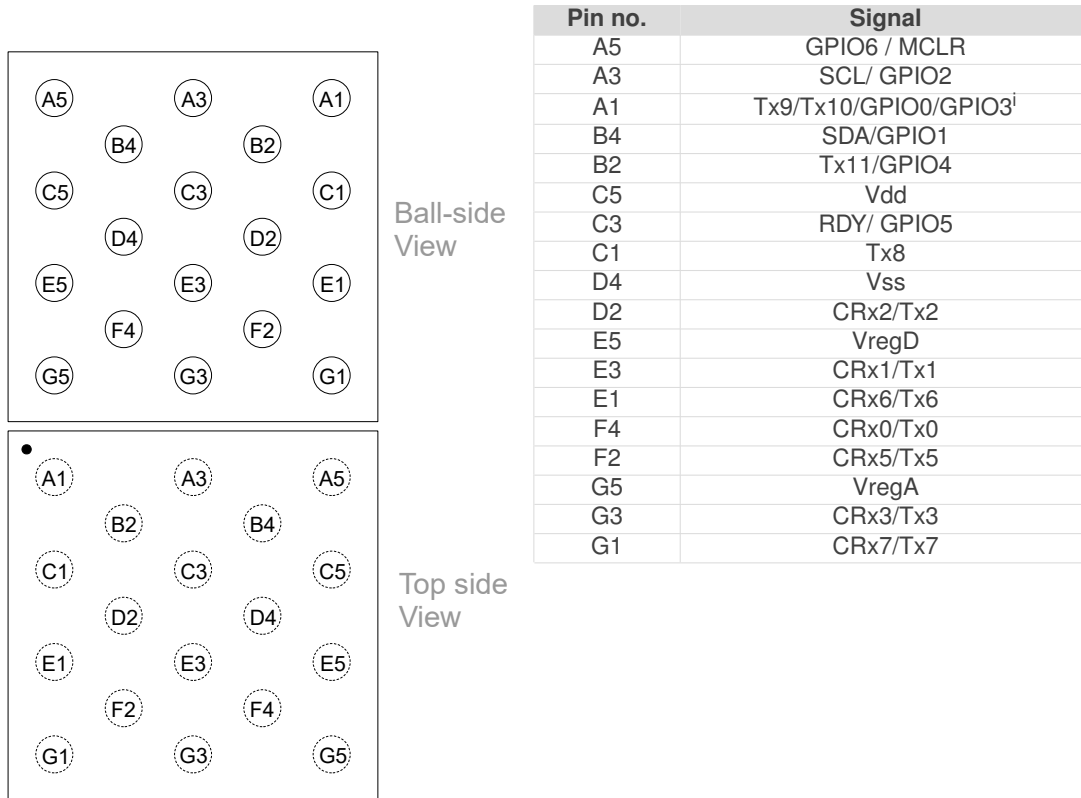 A5 A3 A1
B4 B2
C5 C3 C1
D4 D2
E5 E3 E1
F4 F2
G5 G3 G1
Ball-side
View
A1 A3 A5
B2 B4
C1 C3 C5
D2 D4
E1 E3 E5
F2 F4
G1 G3 G5
Top side
View
Pin no. Signal
A5 GPIO6 / MCLR
A3 SCL/ GPIO2
A1 Tx9/Tx10/GPIO0/GPIO3ⁱ
B4 SDA/GPIO1
B2 Tx11/GPIO4
C5 Vdd
C3 RDY/ GPIO5
C1 Tx8
D4 Vss
D2 CRx2/Tx2
E5 VregD
E3 CRx1/Tx1
E1 CRx6/Tx6
F4 CRx0/Tx0
F2 CRx5/Tx5
G5 VregA
G3 CRx3/Tx3
G1 CRx7/Tx7